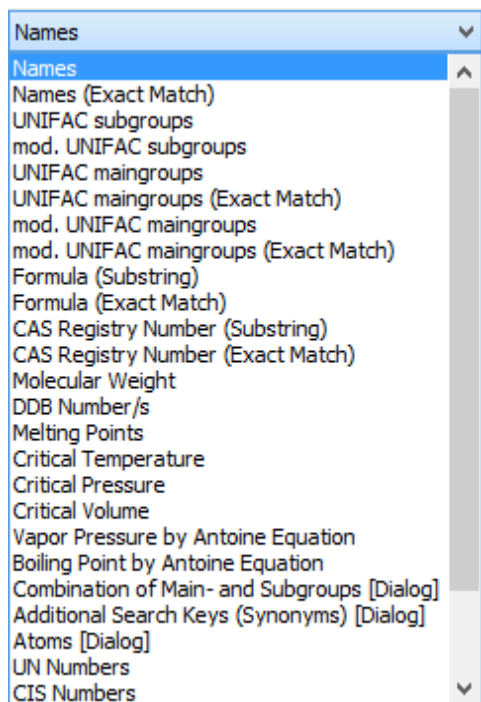 Names
Names
Names (Exact Match)
UNIFAC subgroups
mod. UNIFAC subgroups
UNIFAC maingroups
UNIFAC maingroups (Exact Match)
mod. UNIFAC maingroups
mod. UNIFAC maingroups (Exact Match)
Formula (Substring)
Formula (Exact Match)
CAS Registry Number (Substring)
CAS Registry Number (Exact Match)
Molecular Weight
DDB Number/s
Melting Points
Critical Temperature
Critical Pressure
Critical Volume
Vapor Pressure by Antoine Equation
Boiling Point by Antoine Equation
Combination of Main- and Subgroups [Dialog]
Additional Search Keys (Synonyms) [Dialog]
Atoms [Dialog]
UN Numbers
CIS Numbers